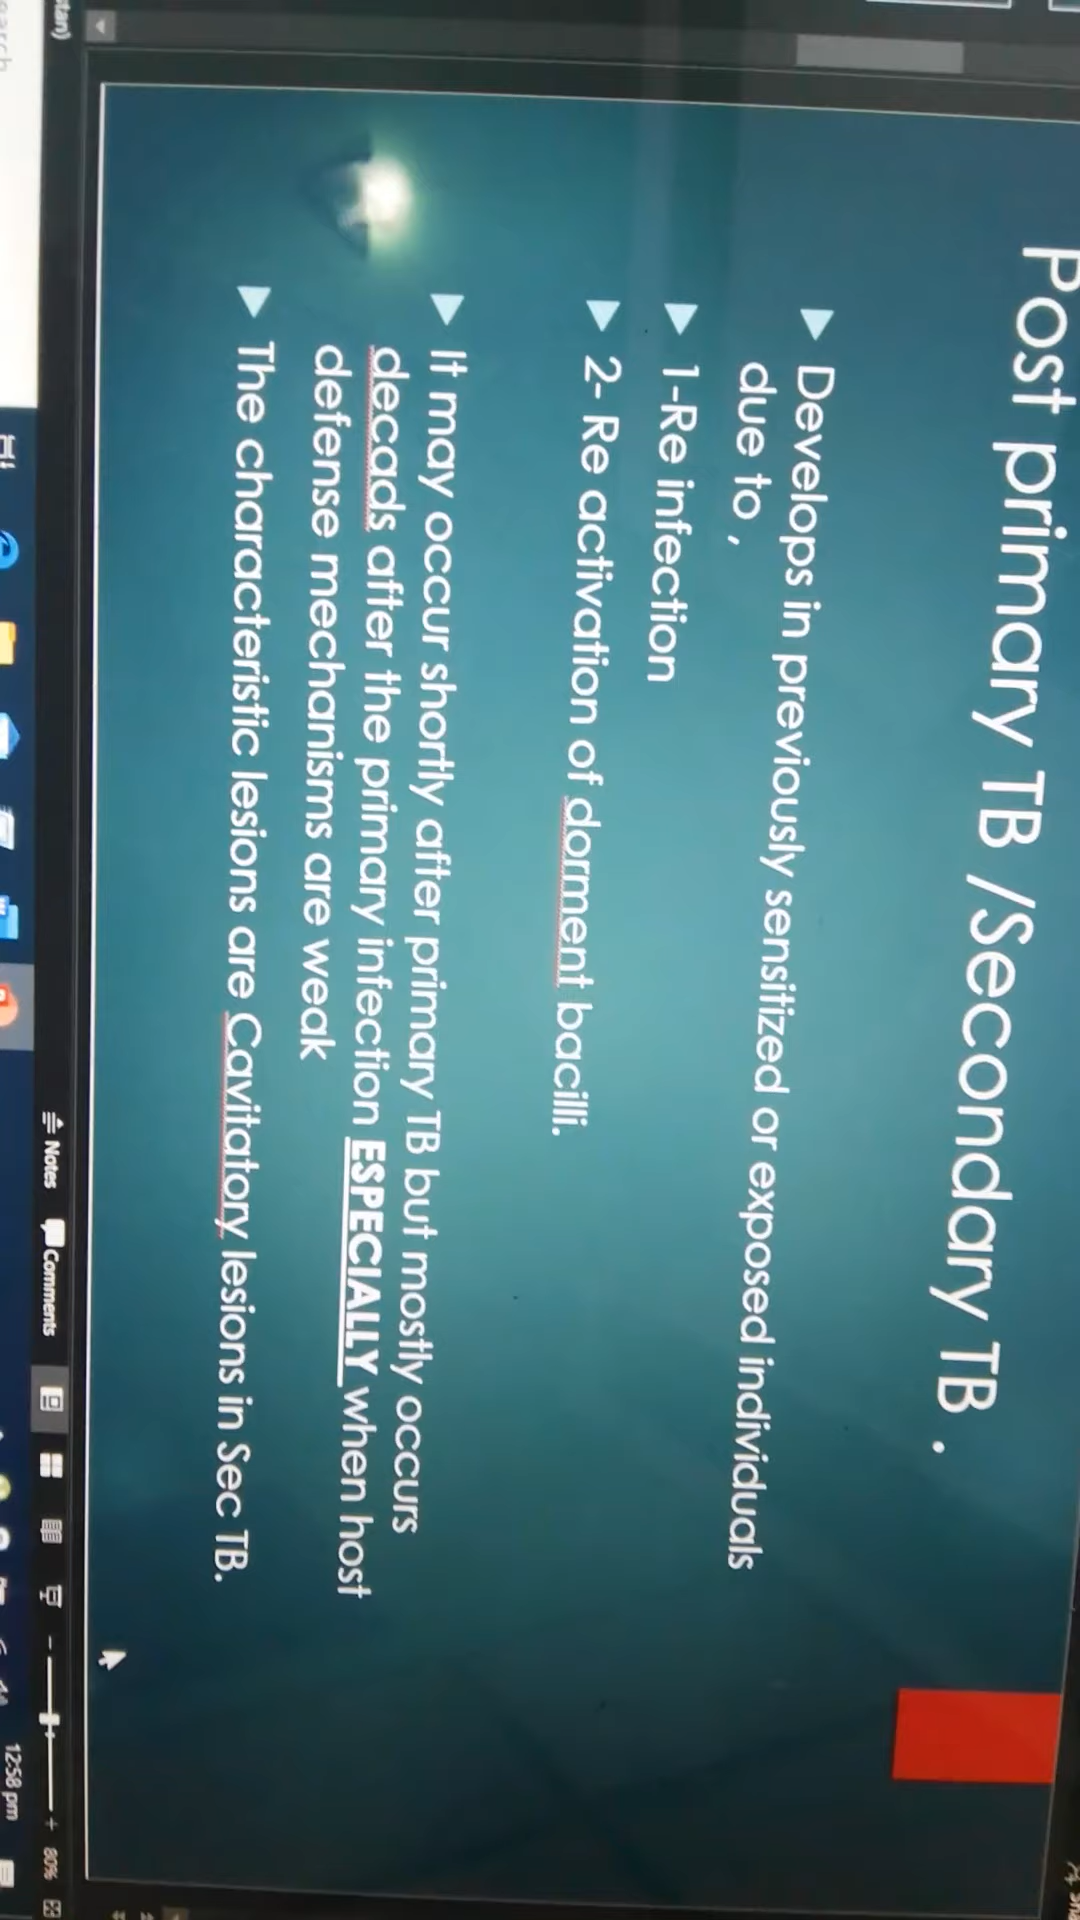 Post primary TB /Secondary TB .
Develops in previously sensitized or exposed individuals
due to ,
1-Re infection
2- Re activation of dorment bacilli.
It may occur shortly after primary TB but mostly occurs
decads after the primary infection ESPECIALLY when host
defense mechanisms are weak
The characteristic lesions are Cavitatory lesions in Sec TB.
Notes
Comments
80%
12:58 pm